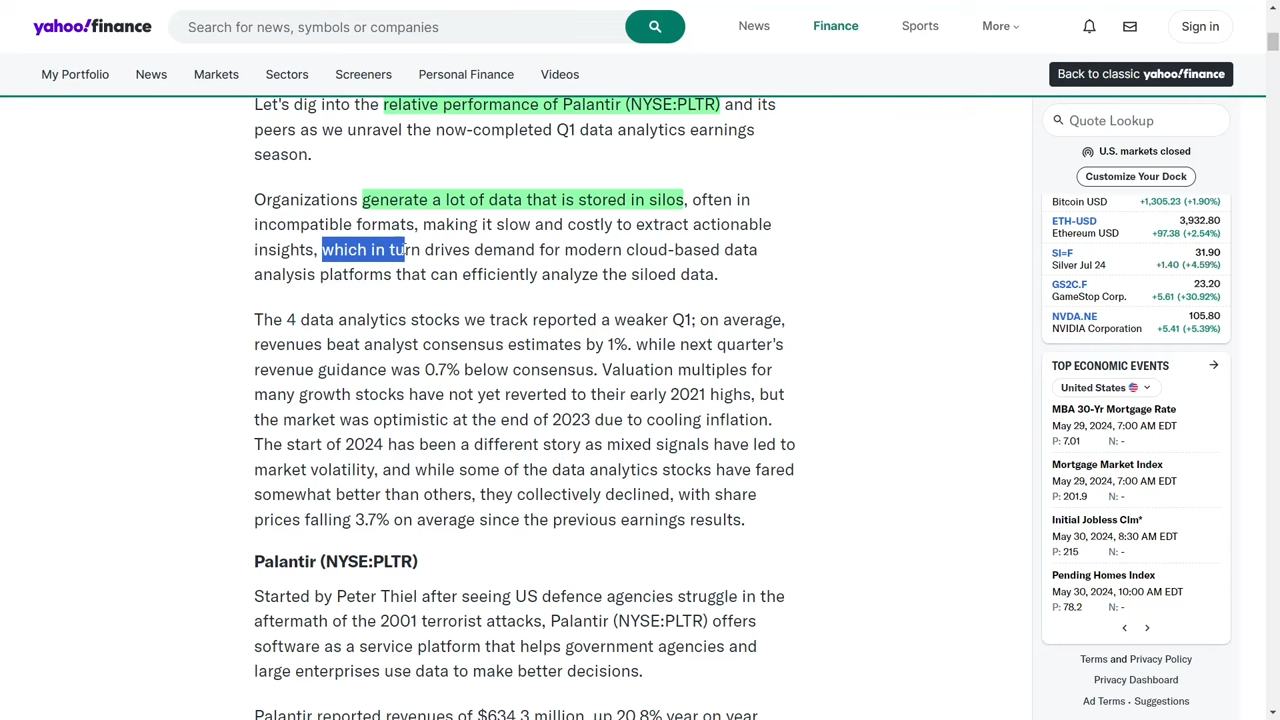 yahoo!finance
Search for news, symbols or companies
News
Finance
Sports
More
Sign in
My Portfolio
News
Markets
Sectors
Screeners
Personal Finance
Videos
Back to classic yahoo!finance
Let's dig into the relative performance of Palantir (NYSE:PLTR) and its
peers as we unravel the now-completed Q1 data analytics earnings
season.
Organizations generate a lot of data that is stored in silos, often in
incompatible formats, making it slow and costly to extract actionable
insights, which in turn drives demand for modern cloud-based data
analysis platforms that can efficiently analyze the siloed data.
The 4 data analytics stocks we track reported a weaker Q1; on average,
revenues beat analyst consensus estimates by 1%. while next quarter's
revenue guidance was 0.7% below consensus. Valuation multiples for
many growth stocks have not yet reverted to their early 2021 highs, but
the market was optimistic at the end of 2023 due to cooling inflation.
The start of 2024 has been a different story as mixed signals have led to
market volatility, and while some of the data analytics stocks have fared
somewhat better than others, they collectively declined, with share
prices falling 3.7% on average since the previous earnings results.
Palantir (NYSE:PLTR)
Started by Peter Thiel after seeing US defence agencies struggle in the
aftermath of the 2001 terrorist attacks, Palantir (NYSE:PLTR) offers
software as a service platform that helps government agencies and
large enterprises use data to make better decisions.
Palantir reported revenues of $634.3 million, up 20.8% year on year
Quote Lookup
U.S. markets closed
Customize Your Dock
Bitcoin USD +1,305.23 (+1.90%)
ETH-USD 3,932.80
Ethereum USD +97.38 (+2.54%)
SI=F 31.90
Silver Jul 24 +1.40 (+4.59%)
GS2C.F 23.20
GameStop Corp. +5.61 (+30.92%)
NVDA.NE 105.80
NVIDIA Corporation +5.41 (+5.39%)
TOP ECONOMIC EVENTS
United States
MBA 30-Yr Mortgage Rate
May 29, 2024, 7:00 AM EDT
P: 7.01 N: -
Mortgage Market Index
May 29, 2024, 7:00 AM EDT
P: 201.9 N: -
Initial Jobless Clm*
May 30, 2024, 8:30 AM EDT
P: 215 N: -
Pending Homes Index
May 30, 2024, 10:00 AM EDT
P: 78.2 N: -
Terms and Privacy Policy
Privacy Dashboard
Ad Terms • Suggestions